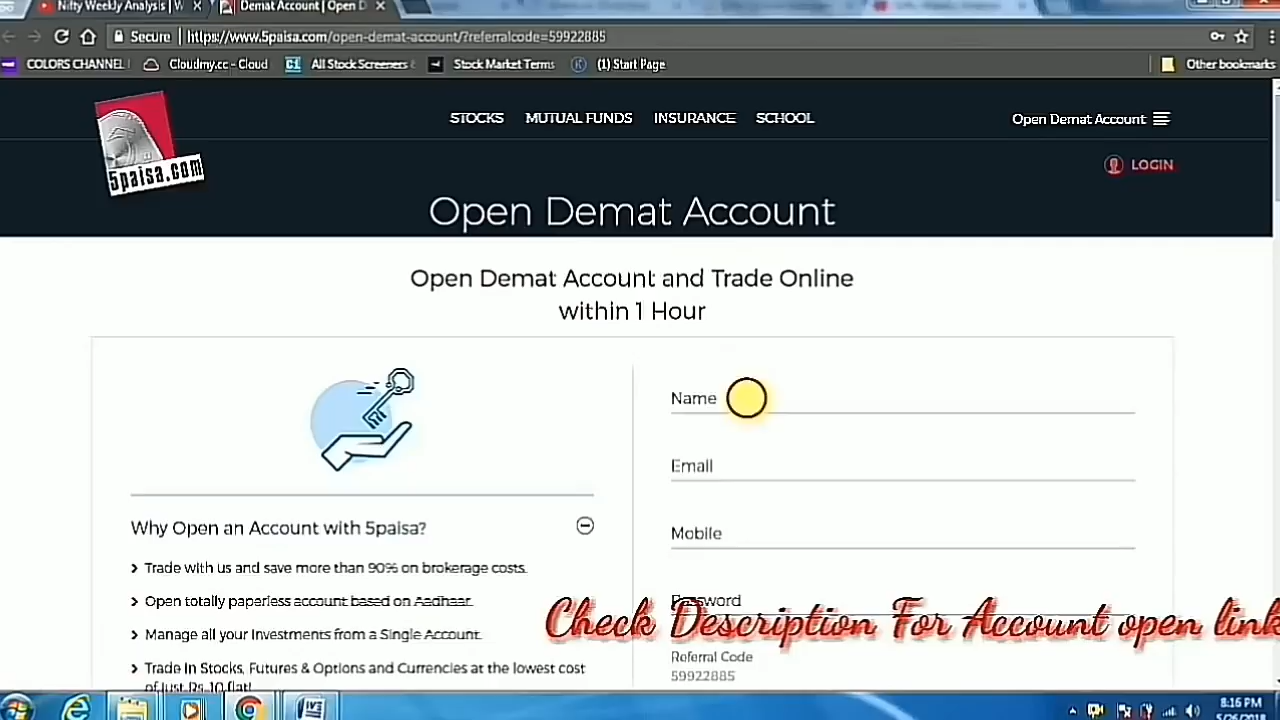 Nifty Weekly Analysis | W
Demat Account | Open D
Secure | https://www.5paisa.com/open-demat-account/?referralcode=59922885
COLORS CHANNEL
Cloudmy.cc - Cloud
All Stock Screeners
Stock Market Terms
(1) Start Page
Other bookmarks
5paisa.com
STOCKS MUTUAL FUNDS INSURANCE SCHOOL
Open Demat Account
LOGIN
Open Demat Account
Open Demat Account and Trade Online
within 1 Hour
Why Open an Account with 5paisa?
Trade with us and save more than 90% on brokerage costs.
Open totally paperless account based on Aadhaar.
Manage all your Investments from a Single Account.
Trade in Stocks, Futures & Options and Currencies at the lowest cost
of just Rs.10 flat!
Name
Email
Mobile
Password
Check Description For Account open link
Referral Code
59922885
8:16 PM
5/26/2018